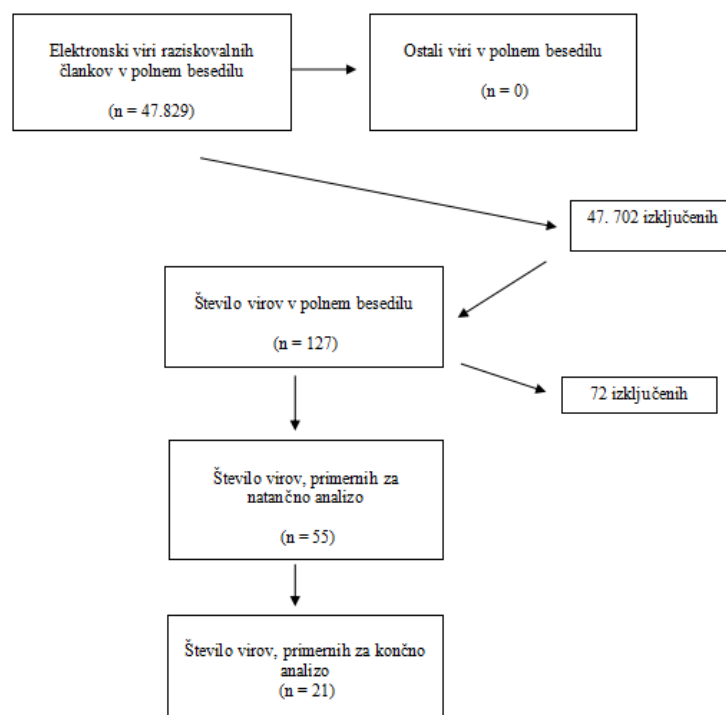 Elektronski viri raziskovalnih
člankov v polnem besedilu
(n = 47.829)
Ostali viri v polnem besedilu
(n = 0)
47. 702 izključenih
Število virov v polnem besedilu
(n = 127)
72 izključenih
Število virov, primernih za
natančno analizo
(n = 55)
Število virov, primernih za končno
analizo
(n = 21)